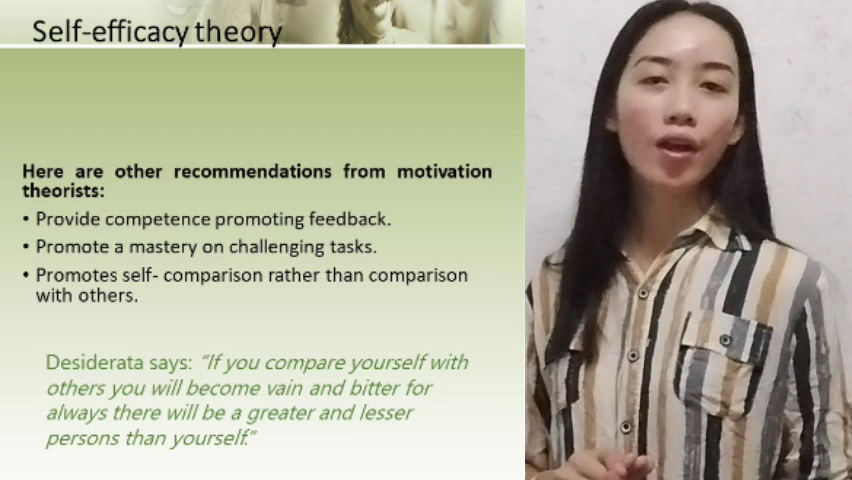 Self-efficacy theory
Here are other recommendations from motivation
theorists:
• Provide competence promoting feedback.
• Promote a mastery on challenging tasks.
• Promotes self- comparison rather than comparison
with others.
Desiderata says: “If you compare yourself with
others you will become vain and bitter for
always there will be a greater and lesser
persons than yourself.”